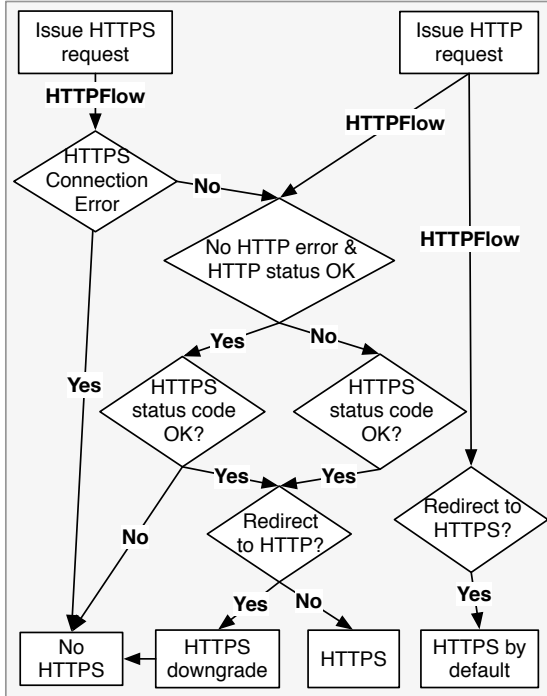 Issue HTTPS
request
Issue HTTP
request
HTTPFlow
HTTPFlow
HTTPS
Connection
Error
No
No HTTP error &
HTTP status OK
HTTPFlow
Yes
No
Yes
HTTPS
status code
OK?
HTTPS
status code
OK?
Yes
Yes
No
Redirect
to HTTP?
Redirect to
HTTPS?
Yes
No
Yes
No
HTTPS
HTTPS
downgrade
HTTPS
HTTPS by
default